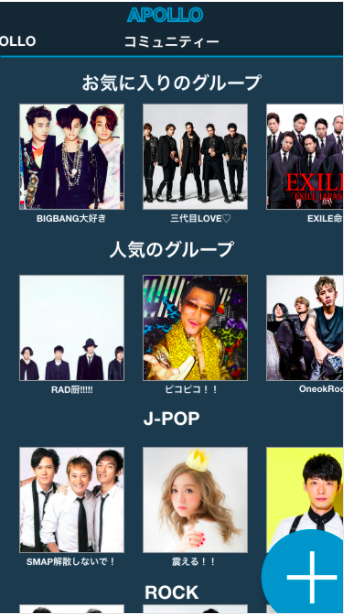 APOLLO
OLLO
コミュニティー
お気に入りのグループ
BIGBANG大好き
三代目LOVE♡
EXILE命
EXIL
EXILE JAPAN
人気のグループ
RAD厨!!!!!
ピコピコ！！
OneokRoc
J-POP
SMAP解散しないで！
震える！！
ROCK